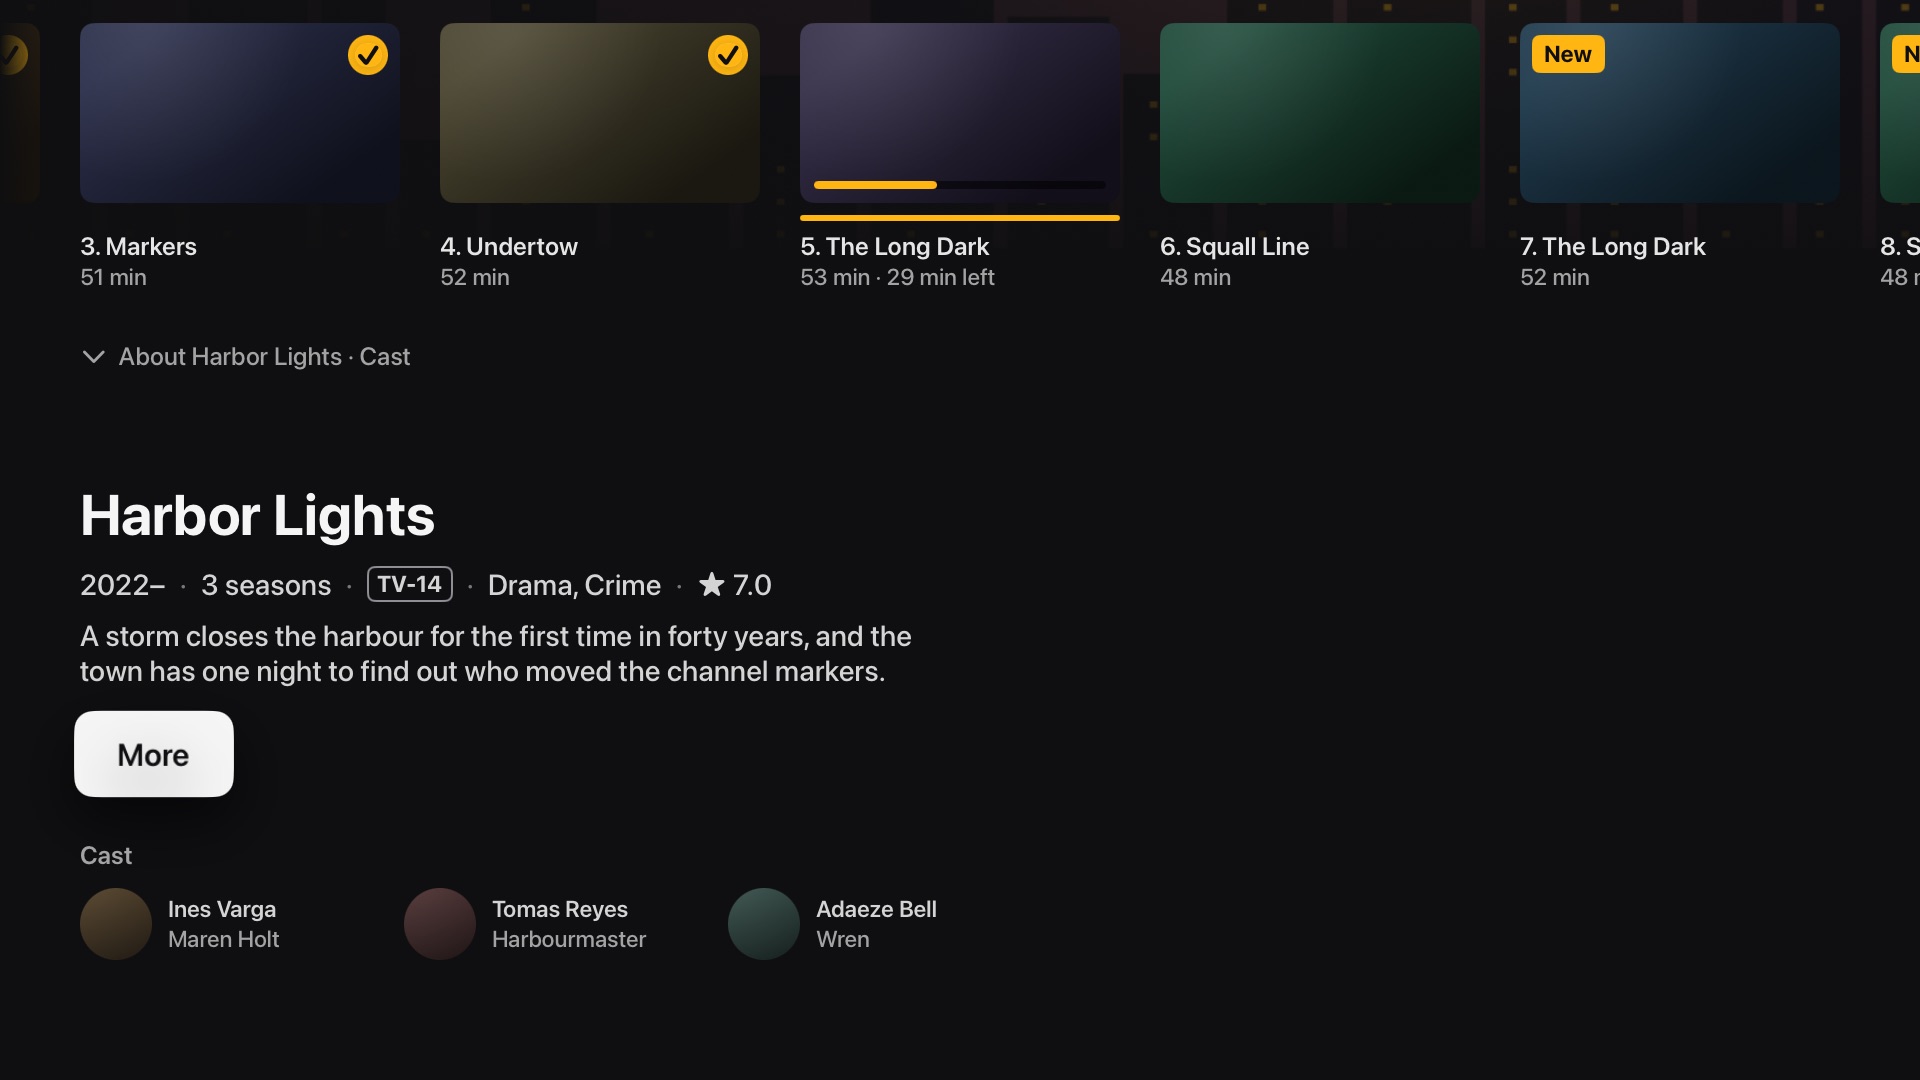 New
N
3. Markers
51 min
4. Undertow
52 min
5. The Long Dark
53 min · 29 min left
6. Squall Line
48 min
7. The Long Dark
52 min
8. S
48
About Harbor Lights · Cast
Harbor Lights
2022– · 3 seasons · TV-14 · Drama, Crime · ★ 7.0
A storm closes the harbour for the first time in forty years, and the
town has one night to find out who moved the channel markers.
More
Cast
Ines Varga
Maren Holt
Tomas Reyes
Harbourmaster
Adaeze Bell
Wren